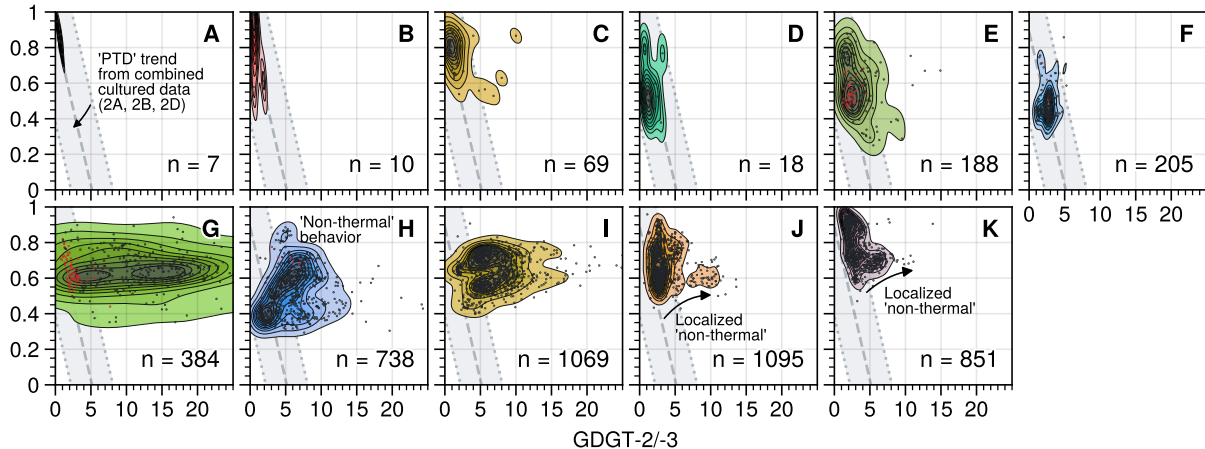 1
0.8
0.6
0.4
0.2
0
A
'PTD' trend
from combined
cultured data
(2A, 2B, 2D)
n = 7
B
n = 10
C
n = 69
D
n = 18
E
n = 188
F
n = 205
0 5 10 15 20
1
0.8
0.6
0.4
0.2
0
G
n = 384
0 5 10 15 20
'Non-thermal'
behavior
H
n = 738
0 5 10 15 20
I
n = 1069
0 5 10 15 20
J
Localized
'non-thermal'
n = 1095
0 5 10 15 20
K
Localized
'non-thermal'
n = 851
0 5 10 15 20
GDGT-2/-3